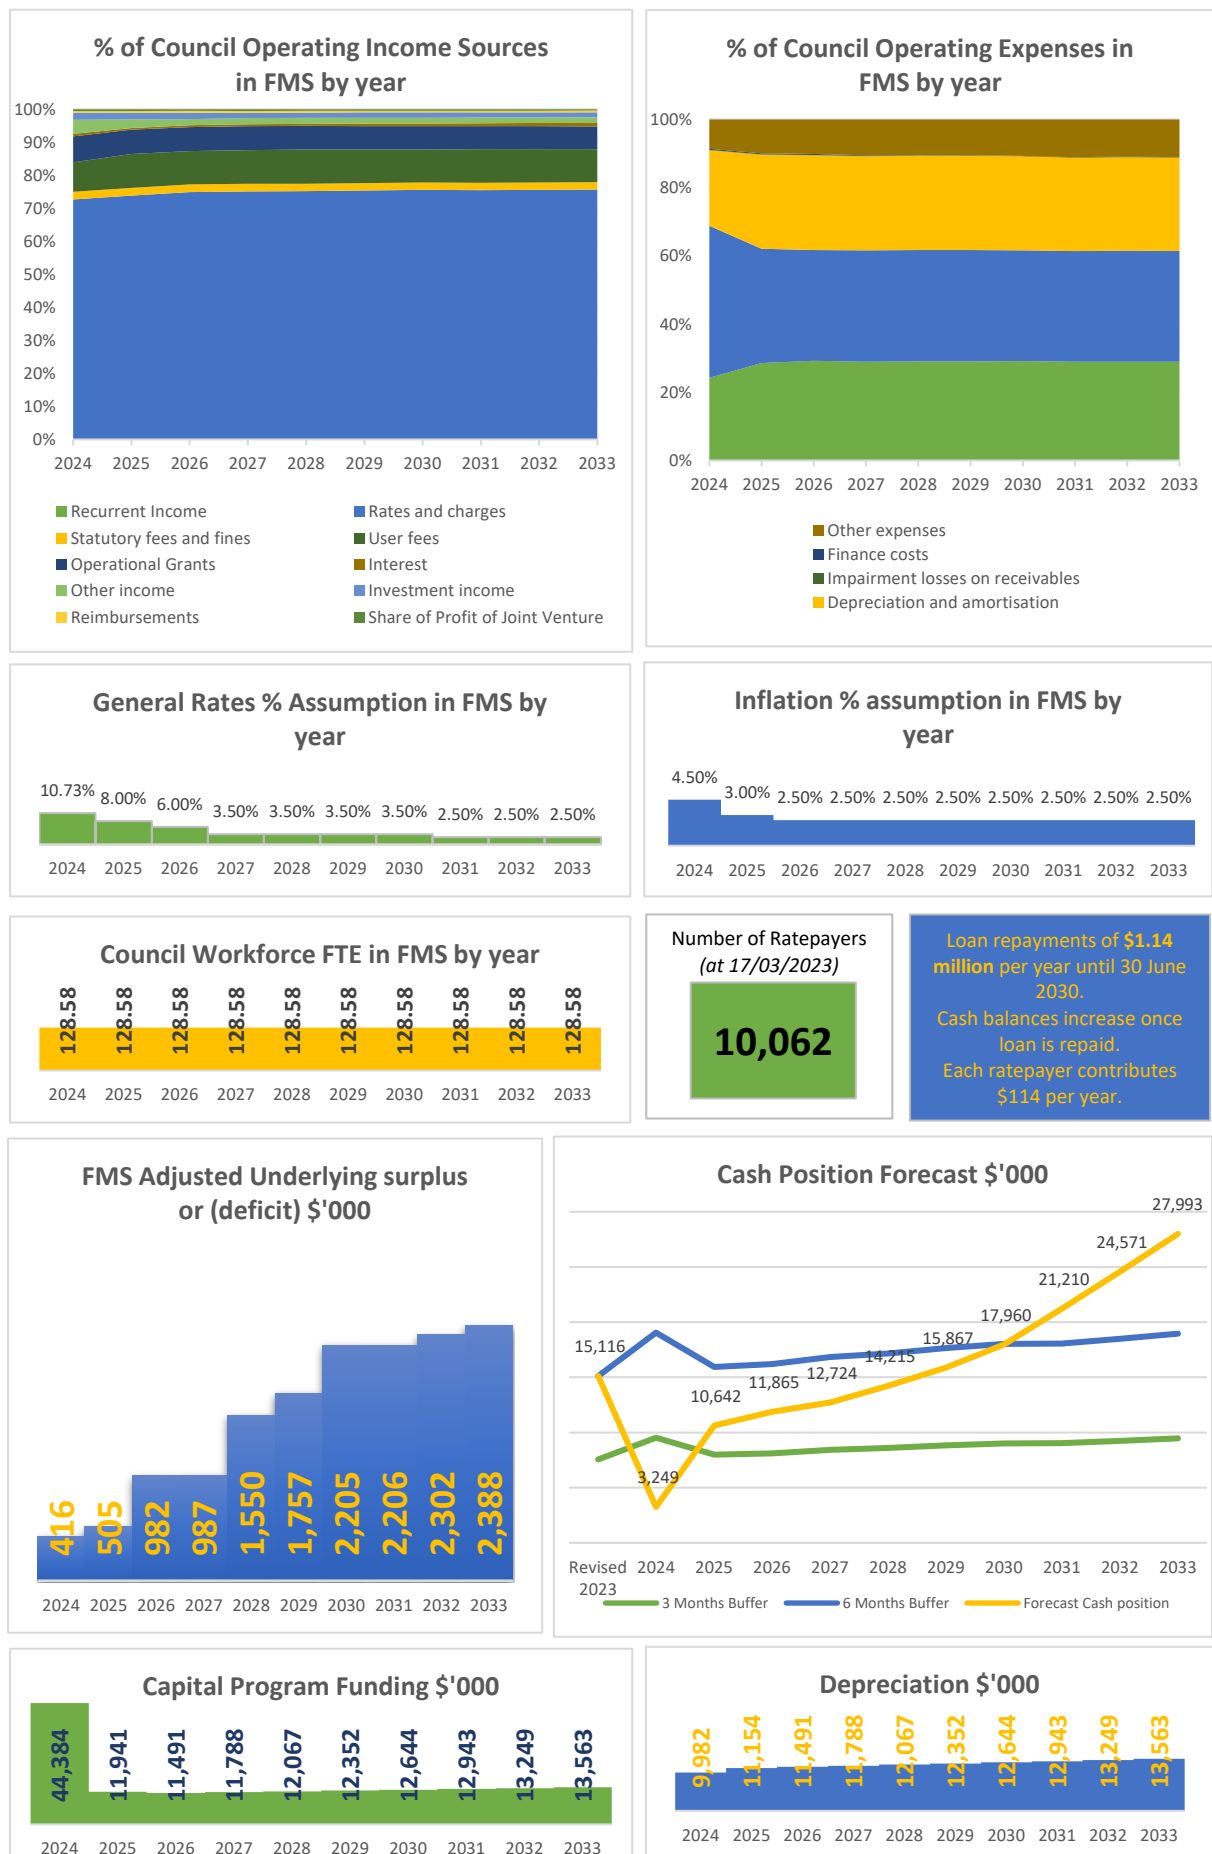 % of Council Operating Income Sources
in FMS by year
100%
90%
80%
70%
60%
50%
40%
30%
20%
10%
0%
2024 2025 2026 2027 2028 2029 2030 2031 2032 2033
Recurrent Income
Rates and charges
Statutory fees and fines
User fees
Operational Grants
Interest
Other income
Investment income
Reimbursements
Share of Profit of Joint Venture
% of Council Operating Expenses in
FMS by year
100%
80%
60%
40%
20%
0%
2024 2025 2026 2027 2028 2029 2030 2031 2032 2033
Other expenses
Finance costs
Impairment losses on receivables
Depreciation and amortisation
General Rates % Assumption in FMS by
year
10.73% 8.00% 6.00% 3.50% 3.50% 3.50% 3.50% 2.50% 2.50% 2.50%
2024 2025 2026 2027 2028 2029 2030 2031 2032 2033
Inflation % assumption in FMS by
year
4.50% 3.00% 2.50% 2.50% 2.50% 2.50% 2.50% 2.50% 2.50% 2.50%
2024 2025 2026 2027 2028 2029 2030 2031 2032 2033
Council Workforce FTE in FMS by year
128.58 128.58 128.58 128.58 128.58 128.58 128.58 128.58 128.58 128.58
2024 2025 2026 2027 2028 2029 2030 2031 2032 2033
Number of Ratepayers
(at 17/03/2023)
10,062
Loan repayments of $1.14
million per year until 30 June
2030.
Cash balances increase once
loan is repaid.
Each ratepayer contributes
$114 per year.
FMS Adjusted Underlying surplus
or (deficit) $'000
416 505 982 987 1,550 1,757 2,205 2,206 2,302 2,388
2024 2025 2026 2027 2028 2029 2030 2031 2032 2033
Cash Position Forecast $'000
15,116 3,249 10,642 11,865 12,724 14,215 15,867 17,960 21,210 24,571 27,993
Revised 2024 2025 2026 2027 2028 2029 2030 2031 2032 2033
2023
3 Months Buffer
6 Months Buffer
Forecast Cash position
Capital Program Funding $'000
44,384 11,941 11,491 11,788 12,067 12,352 12,644 12,943 13,249 13,563
2024 2025 2026 2027 2028 2029 2030 2031 2032 2033
Depreciation $'000
9,982 11,154 11,491 11,788 12,067 12,352 12,644 12,943 13,249 13,563
2024 2025 2026 2027 2028 2029 2030 2031 2032 2033